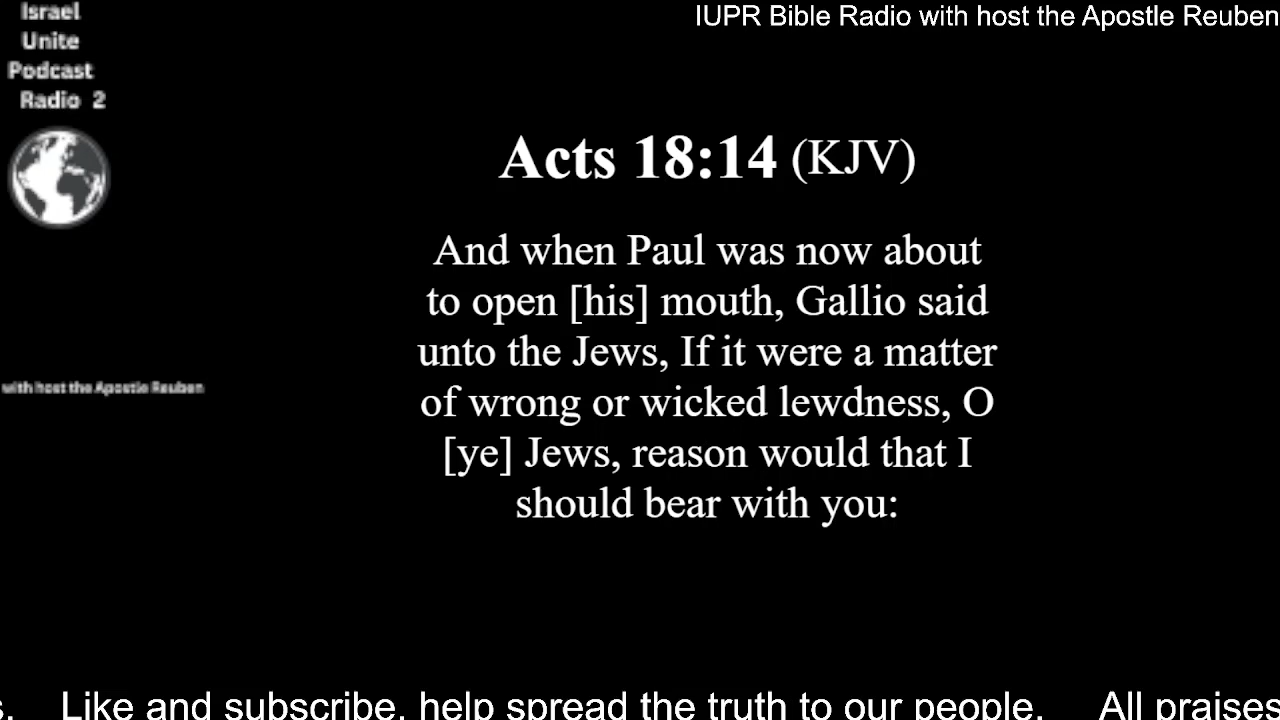 Israel
Unite
Podcast
Radio 2
IUPR Bible Radio with host the Apostle Reuben
Acts 18:14 (KJV)
And when Paul was now about
to open [his] mouth, Gallio said
unto the Jews, If it were a matter
of wrong or wicked lewdness, O
[ye] Jews, reason would that I
should bear with you:
with host the Apostle Reuben
s. Like and subscribe, help spread the truth to our people. All praises